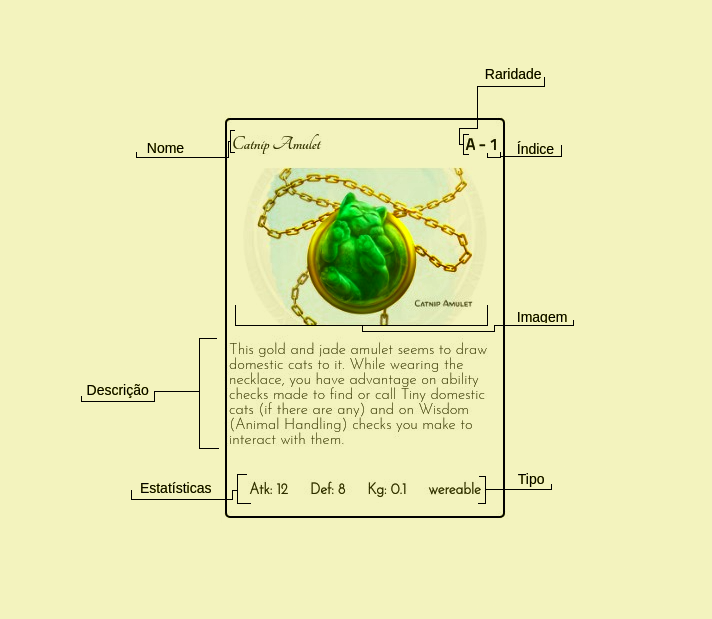 Raridade
Nome
Catnip Amulet
A - 1
Índice
Catnip Amulet
Imagem
This gold and jade amulet seems to draw
domestic cats to it. While wearing the
necklace, you have advantage on ability
checks made to find or call Tiny domestic
cats (if there are any) and on Wisdom
(Animal Handling) checks you make to
interact with them.
Descrição
Estatísticas
Atk: 12 Def: 8 Kg: 0.1 wereable
Tipo